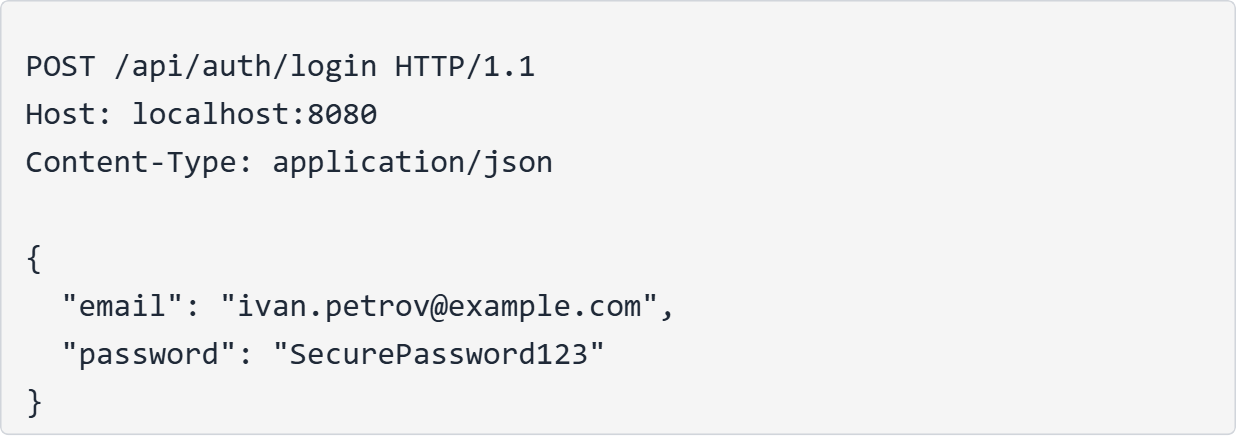 POST /api/auth/login HTTP/1.1
Host: localhost:8080
Content-Type: application/json
{
"email": "ivan.petrov@example.com",
"password": "SecurePassword123"
}